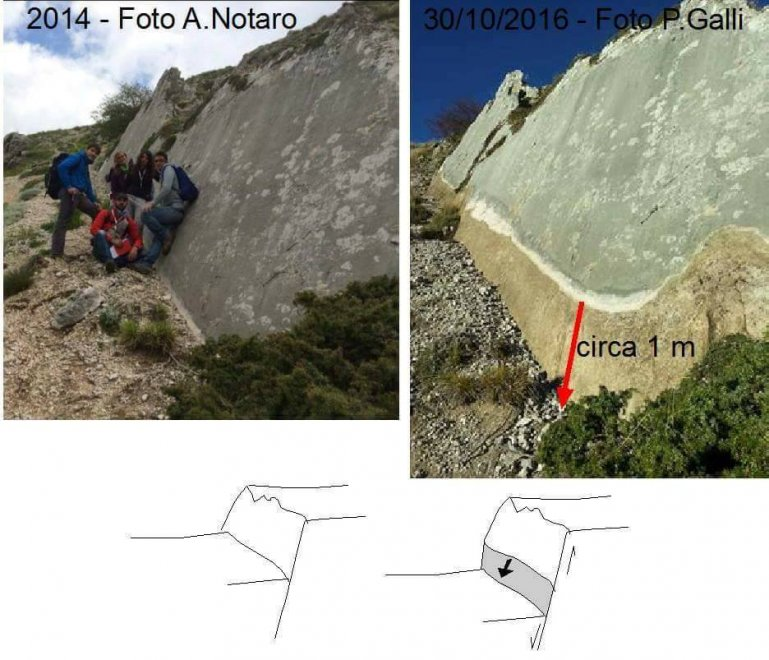 2014 - Foto A.Notaro
30/10/2016 - Foto P.Galli
circa 1 m